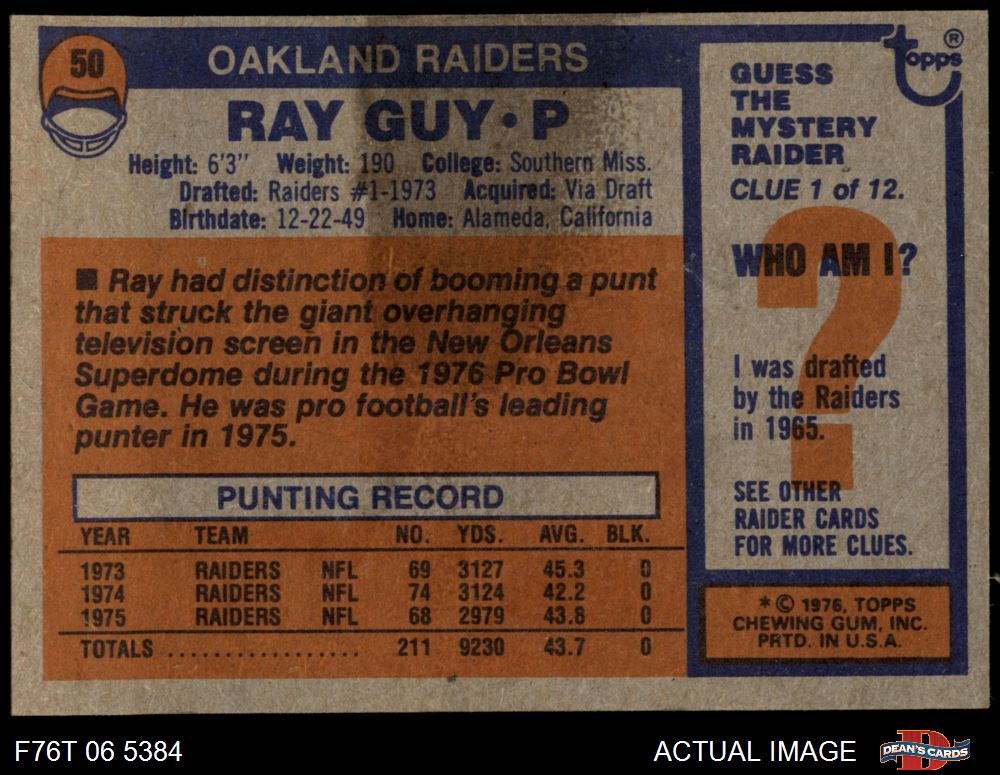 50
OAKLAND RAIDERS
RAY GUY • P
Height: 6'3" Weight: 190 College: Southern Miss.
Drafted: Raiders #1-1973 Acquired: Via Draft
Birthdate: 12-22-49 Home: Alameda, California
■ Ray had distinction of booming a punt
that struck the giant overhanging
television screen in the New Orleans
Superdome during the 1976 Pro Bowl
Game. He was pro football's leading
punter in 1975.
PUNTING RECORD
YEAR TEAM NO. YDS. AVG. BLK.
1973 RAIDERS NFL 69 3127 45.3 0
1974 RAIDERS NFL 74 3124 42.2 0
1975 RAIDERS NFL 68 2979 43.8 0
TOTALS ................. 211 9230 43.7 0
topps ®
GUESS
THE
MYSTERY
RAIDER
CLUE 1 of 12.
WHO AM I?
?
I was drafted
by the Raiders
in 1965.
SEE OTHER
RAIDER CARDS
FOR MORE CLUES.
* © 1976, TOPPS
CHEWING GUM, INC.
PRTD. IN U.S.A.
F76T 06 5384
ACTUAL IMAGE
D
DEAN'S CARDS